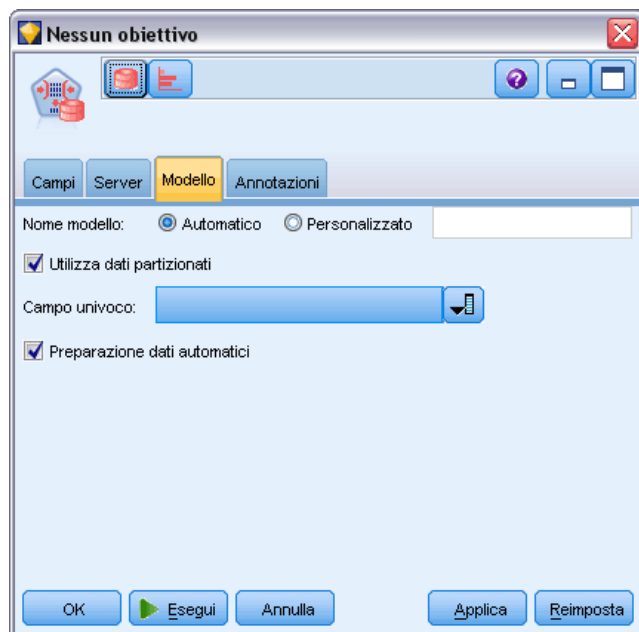 Nessun obiettivo
Campi Server Modello Annotazioni
Nome modello: Automatico Personalizzato
Utilizza dati partizionati
Campo univoco:
Preparazione dati automatici
OK Esegui Annulla Applica Reimposta